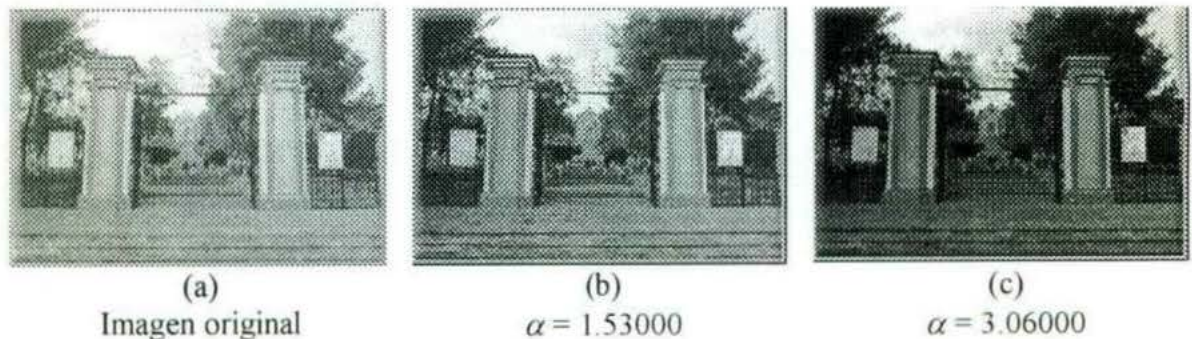 (a)
(b)
(c)
Imagen original
α = 1.53000
α = 3.06000